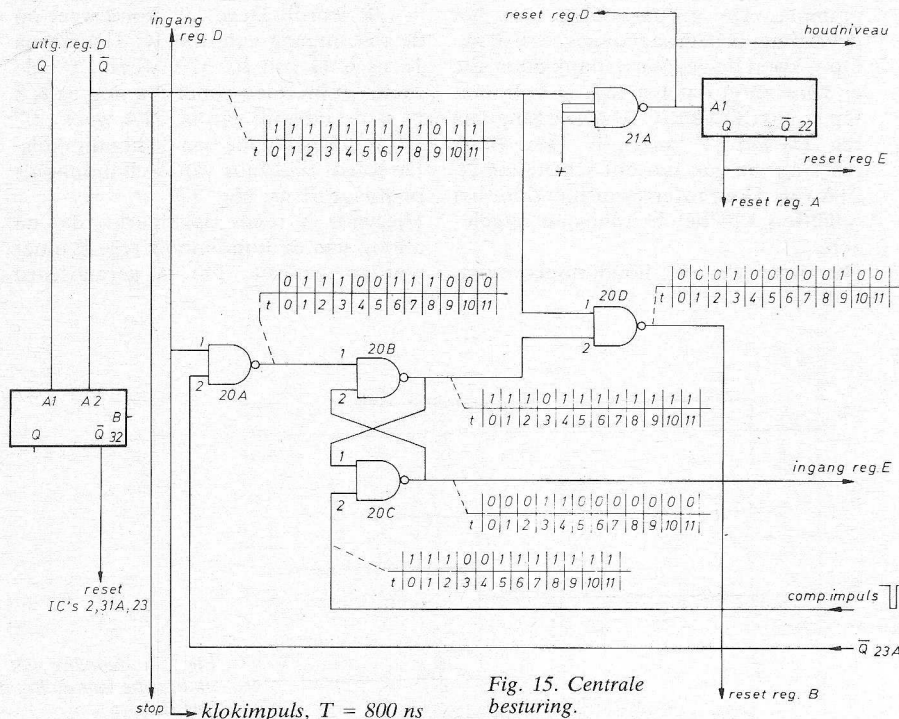 ingang
reg. D
uitg. reg. D
Q Q̅
reset reg.D
houdniveau
21A
+
A1
Q Q̅ 22
reset reg E
reset reg. A
1 1 1 1 1 1 1 1 1 0 1 1
t 0 1 2 3 4 5 6 7 8 9 10 11
0 1 1 1 0 0 1 1 1 0 0 0
t 0 1 2 3 4 5 6 7 8 9 10 11
0 0 0 1 0 0 0 0 0 1 0 0
t 0 1 2 3 4 5 6 7 8 9 10 11
1
2
20D
1
2
20A
1
20B
2
1 1 1 0 1 1 1 1 1 1 1 1
t 0 1 2 3 4 5 6 7 8 9 10 11
A1 A2
B
Q Q̅ 32
1
2
20C
ingang reg.E
0 0 0 1 1 0 0 0 0 0 0 0
t 0 1 2 3 4 5 6 7 8 9 10 11
1 1 1 0 0 1 1 1 1 1 1 1
t 0 1 2 3 4 5 6 7 8 9 10 11
reset
IC's 2,31A,23
comp.impuls
Q̅ 23A
Fig. 15. Centrale
besturing.
reset reg. B
stop
klokimpuls, T = 800 ns